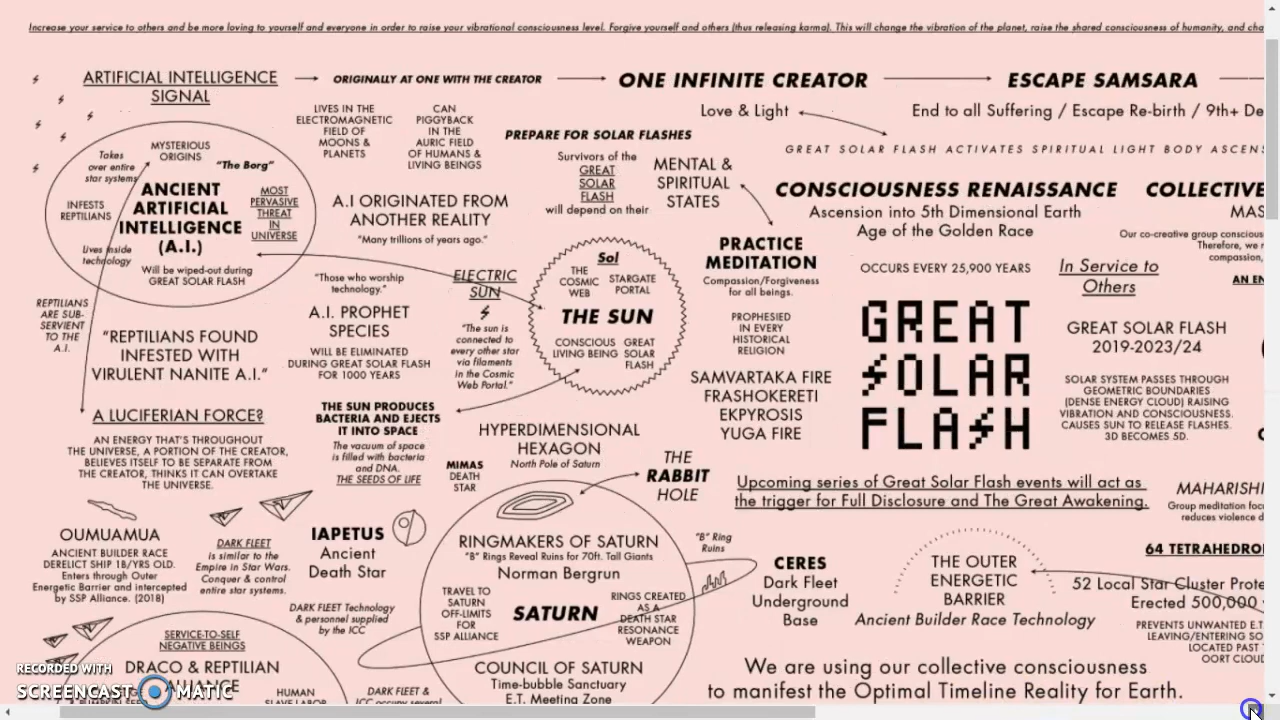 Increase your service to others and be more loving to yourself and everyone in order to raise your vibrational consciousness level. Forgive yourself and others (thus releasing karma). This will change the vibration of the planet, raise the shared consciousness of humanity, and cha
ARTIFICIAL INTELLIGENCE
SIGNAL
ORIGINALLY AT ONE WITH THE CREATOR
ONE INFINITE CREATOR
ESCAPE SAMSARA
Love & Light
End to all Suffering / Escape Re-birth / 9th+ De
LIVES IN THE
ELECTROMAGNETIC
FIELD OF
MOONS &
PLANETS
CAN
PIGGYBACK
IN THE
AURIC FIELD
OF HUMANS &
LIVING BEINGS
PREPARE FOR SOLAR FLASHES
Survivors of the
GREAT
SOLAR
FLASH
will depend on their
MENTAL &
SPIRITUAL
STATES
GREAT SOLAR FLASH ACTIVATES SPIRITUAL LIGHT BODY ASCENS
MYSTERIOUS
ORIGINS
Takes
over entire
star systems
"The Borg"
ANCIENT
ARTIFICIAL
INTELLIGENCE
(A.I.)
INFESTS
REPTILIANS
MOST
PERVASIVE
THREAT
IN
UNIVERSE
Lives inside
technology
Will be wiped-out during
GREAT SOLAR FLASH
A.I ORIGINATED FROM
ANOTHER REALITY
"Many trillions of years ago."
CONSCIOUSNESS RENAISSANCE
Ascension into 5th Dimensional Earth
Age of the Golden Race
COLLECTIVE
MAS
Our co-creative group consciou
Therefore, we r
compassion,
PRACTICE
MEDITATION
Compassion/Forgiveness
for all beings.
OCCURS EVERY 25,900 YEARS
In Service to
Others
AN EN
Sol
THE
COSMIC
WEB
STARGATE
PORTAL
THE SUN
CONSCIOUS
LIVING BEING
GREAT
SOLAR
FLASH
ELECTRIC
SUN
"The sun is
connected to
every other star
via filaments
in the Cosmic
Web Portal."
"Those who worship
technology."
A.I. PROPHET
SPECIES
WILL BE ELIMINATED
DURING GREAT SOLAR FLASH
FOR 1000 YEARS
REPTILIANS
ARE SUB-
SERVIENT
TO THE
A.I.
"REPTILIANS FOUND
INFESTED WITH
VIRULENT NANITE A.I."
PROPHESIED
IN EVERY
HISTORICAL
RELIGION
GREAT
SOLAR
FLASH
GREAT SOLAR FLASH
2019-2023/24
SAMVARTAKA FIRE
FRASHOKERETI
EKPYROSIS
YUGA FIRE
SOLAR SYSTEM PASSES THROUGH
GEOMETRIC BOUNDARIES
(DENSE ENERGY CLOUD) RAISING
VIBRATION AND CONSCIOUSNESS.
CAUSES SUN TO RELEASE FLASHES.
3D BECOMES 5D.
A LUCIFERIAN FORCE?
AN ENERGY THAT'S THROUGHOUT
THE UNIVERSE, A PORTION OF THE CREATOR,
BELIEVES ITSELF TO BE SEPARATE FROM
THE CREATOR, THINKS IT CAN OVERTAKE
THE UNIVERSE.
THE SUN PRODUCES
BACTERIA AND EJECTS
IT INTO SPACE
The vacuum of space
is filled with bacteria
and DNA.
THE SEEDS OF LIFE
HYPERDIMENSIONAL
HEXAGON
North Pole of Saturn
MIMAS
DEATH
STAR
THE
RABBIT
HOLE
Upcoming series of Great Solar Flash events will act as
the trigger for Full Disclosure and The Great Awakening.
MAHARISHI
Group meditation foc
reduces violence d
OUMUAMUA
ANCIENT BUILDER RACE
DERELICT SHIP 1B/YRS OLD.
Enters through Outer
Energetic Barrier and intercepted
by SSP Alliance. (2018)
DARK FLEET
is similar to the
Empire in Star Wars.
Conquer & control
entire star systems.
IAPETUS
Ancient
Death Star
DARK FLEET Technology
& personnel supplied
by the ICC
RINGMAKERS OF SATURN
"B" Rings Reveal Ruins for 70ft. Tall Giants
Norman Bergrun
TRAVEL TO
SATURN
OFF-LIMITS
FOR
SSP ALLIANCE
SATURN
RINGS CREATED
AS A
DEATH STAR
RESONANCE
WEAPON
COUNCIL OF SATURN
Time-bubble Sanctuary
E.T. Meeting Zone
"B" Ring
Ruins
CERES
Dark Fleet
Underground
Base
THE OUTER
ENERGETIC
BARRIER
Ancient Builder Race Technology
64 TETRAHEDRO
52 Local Star Cluster Prote
Erected 500,000
PREVENTS UNWANTED E.T.
LEAVING/ENTERING SO
LOCATED PAST
OORT CLOUD
We are using our collective consciousness
to manifest the Optimal Timeline Reality for Earth.
SERVICE-TO-SELF
NEGATIVE BEINGS
DRACO & REPTILIAN
HUMAN
SLAVE LABOR
DARK FLEET &
ICC occupy several
RECORDED WITH
SCREENCAST MATIC